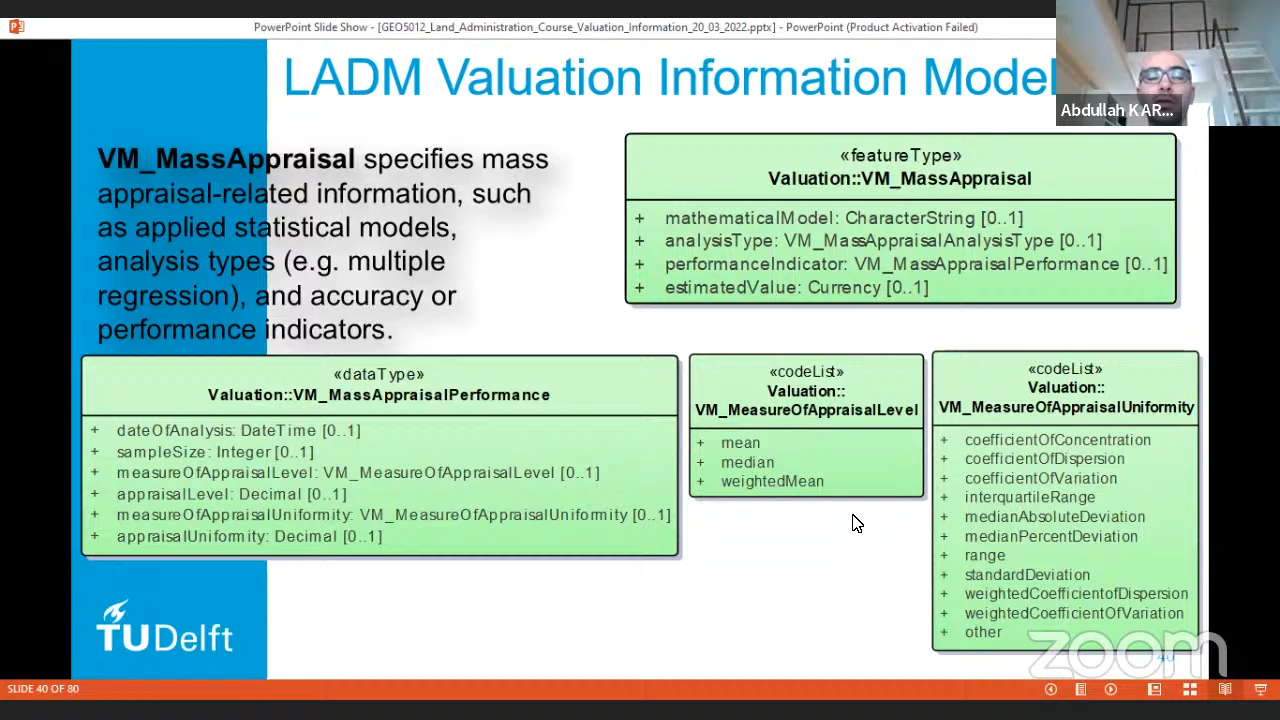 PowerPoint Slide Show - [GEO5012_Land_Administration_Course_Valuation_Information_20_03_2022.pptx] - PowerPoint (Product Activation Failed)
LADM Valuation Information Model
Abdullah KAR...
VM_MassAppraisal specifies mass
appraisal-related information, such
as applied statistical models,
analysis types (e.g. multiple
regression), and accuracy or
performance indicators.
«featureType»
Valuation::VM_MassAppraisal
+ mathematicalModel: CharacterString [0..1]
+ analysisType: VM_MassAppraisalAnalysisType [0..1]
+ performanceIndicator: VM_MassAppraisalPerformance [0..1]
+ estimatedValue: Currency [0..1]
«dataType»
Valuation::VM_MassAppraisalPerformance
+ dateOfAnalysis: DateTime [0..1]
+ sampleSize: Integer [0..1]
+ measureOfAppraisalLevel: VM_MeasureOfAppraisalLevel [0..1]
+ appraisalLevel: Decimal [0..1]
+ measureOfAppraisalUniformity: VM_MeasureOfAppraisalUniformity [0..1]
+ appraisalUniformity: Decimal [0..1]
«codeList»
Valuation::
VM_MeasureOfAppraisalLevel
+ mean
+ median
+ weightedMean
«codeList»
Valuation::
VM_MeasureOfAppraisalUniformity
+ coefficientOfConcentration
+ coefficientOfDispersion
+ coefficientOfVariation
+ interquartileRange
+ medianAbsoluteDeviation
+ medianPercentDeviation
+ range
+ standardDeviation
+ weightedCoefficientofDispersion
+ weightedCoefficientOfVariation
+ other
TUDelft
zoom
40
SLIDE 40 OF 80